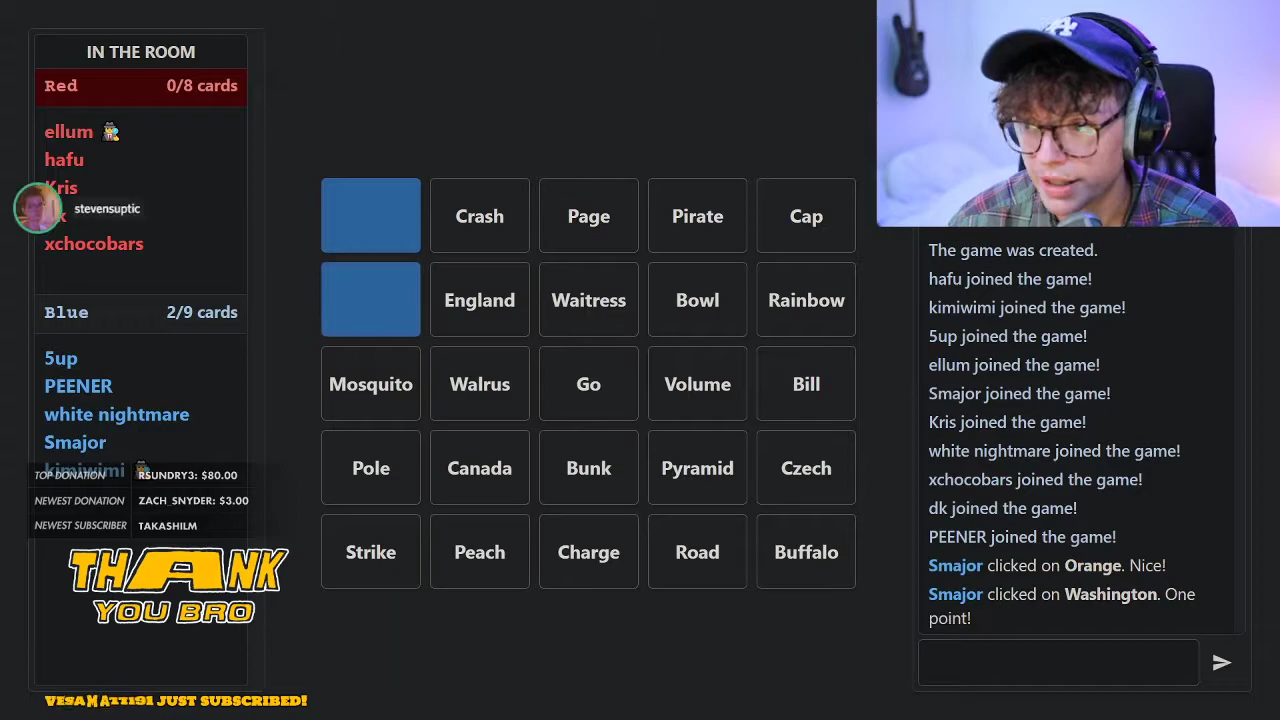 IN THE ROOM
Red 0/8 cards
ellum
hafu
Kris
stevensuptic
xchocobars
Blue 2/9 cards
5up
PEENER
white nightmare
Smajor
kimiwimi
TOP DONATION RSUNDRY3: $80.00
NEWEST DONATION ZACH_SNYDER: $3.00
NEWEST SUBSCRIBER TAKASHILM
THANK
YOU BRO
VESAMATTI91 JUST SUBSCRIBED!
Crash Page Pirate Cap
England Waitress Bowl Rainbow
Mosquito Walrus Go Volume Bill
Pole Canada Bunk Pyramid Czech
Strike Peach Charge Road Buffalo
The game was created.
hafu joined the game!
kimiwimi joined the game!
5up joined the game!
ellum joined the game!
Smajor joined the game!
Kris joined the game!
white nightmare joined the game!
xchocobars joined the game!
dk joined the game!
PEENER joined the game!
Smajor clicked on Orange. Nice!
Smajor clicked on Washington. One
point!